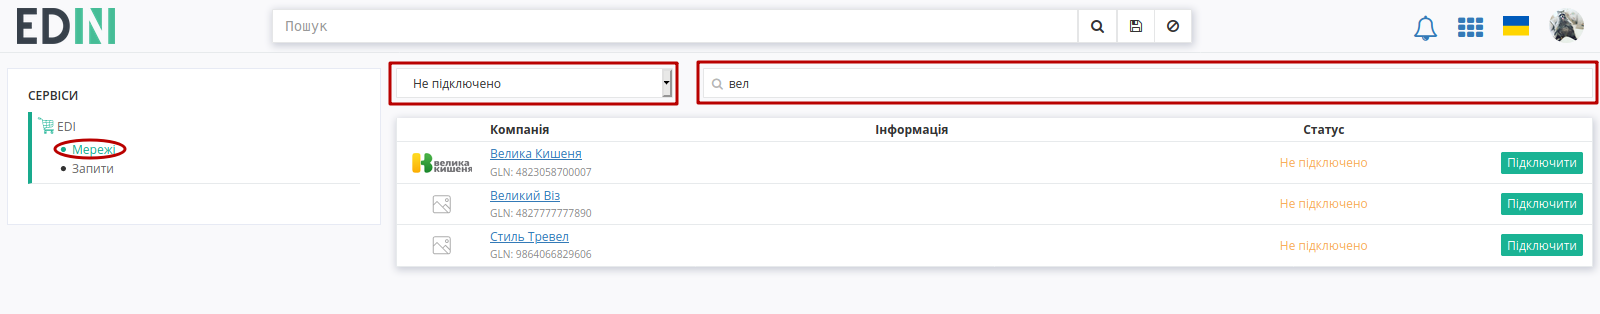 EDIN
Пошук
СЕРВІСИ
EDI
Мережі
Запити
Не підключено
вел
Компанія Інформація Статус
велика кишеня
Велика Кишеня
GLN: 4823058700007
Не підключено
Підключити
Великий Віз
GLN: 4827777777890
Не підключено
Підключити
Стиль Тревел
GLN: 9864066829606
Не підключено
Підключити